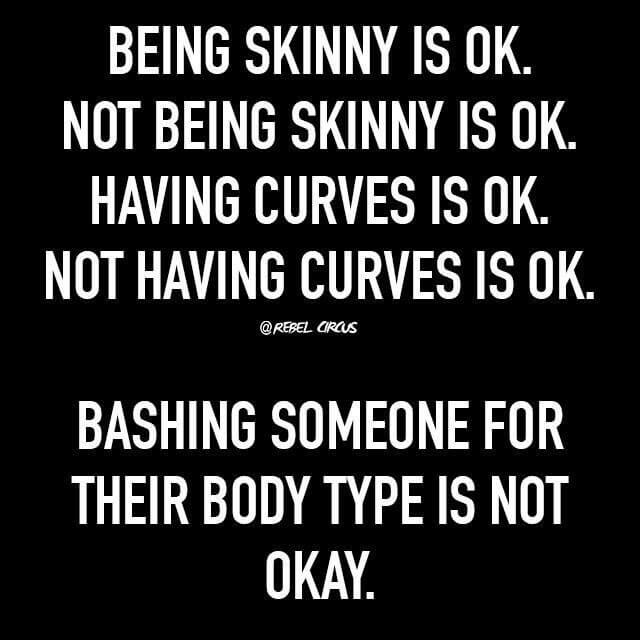 BEING SKINNY IS OK.
NOT BEING SKINNY IS OK.
HAVING CURVES IS OK.
NOT HAVING CURVES IS OK.
@REBEL CIRCUS
BASHING SOMEONE FOR
THEIR BODY TYPE IS NOT
OKAY.